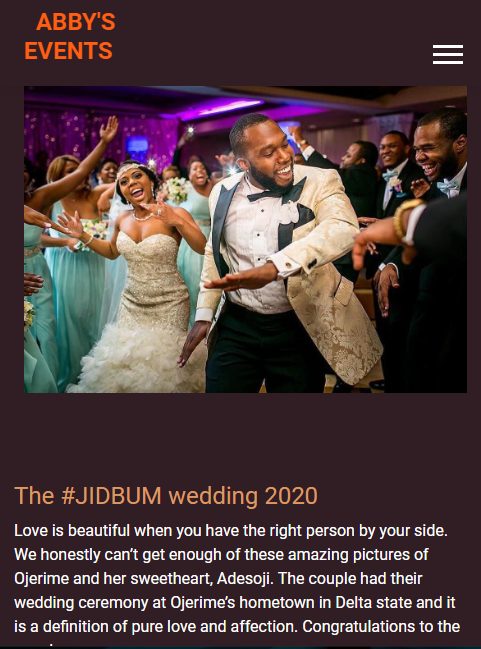 ABBY'S
EVENTS
The #JIDBUM wedding 2020
Love is beautiful when you have the right person by your side.
We honestly can’t get enough of these amazing pictures of
Ojerime and her sweetheart, Adesoji. The couple had their
wedding ceremony at Ojerime’s hometown in Delta state and it
is a definition of pure love and affection. Congratulations to the